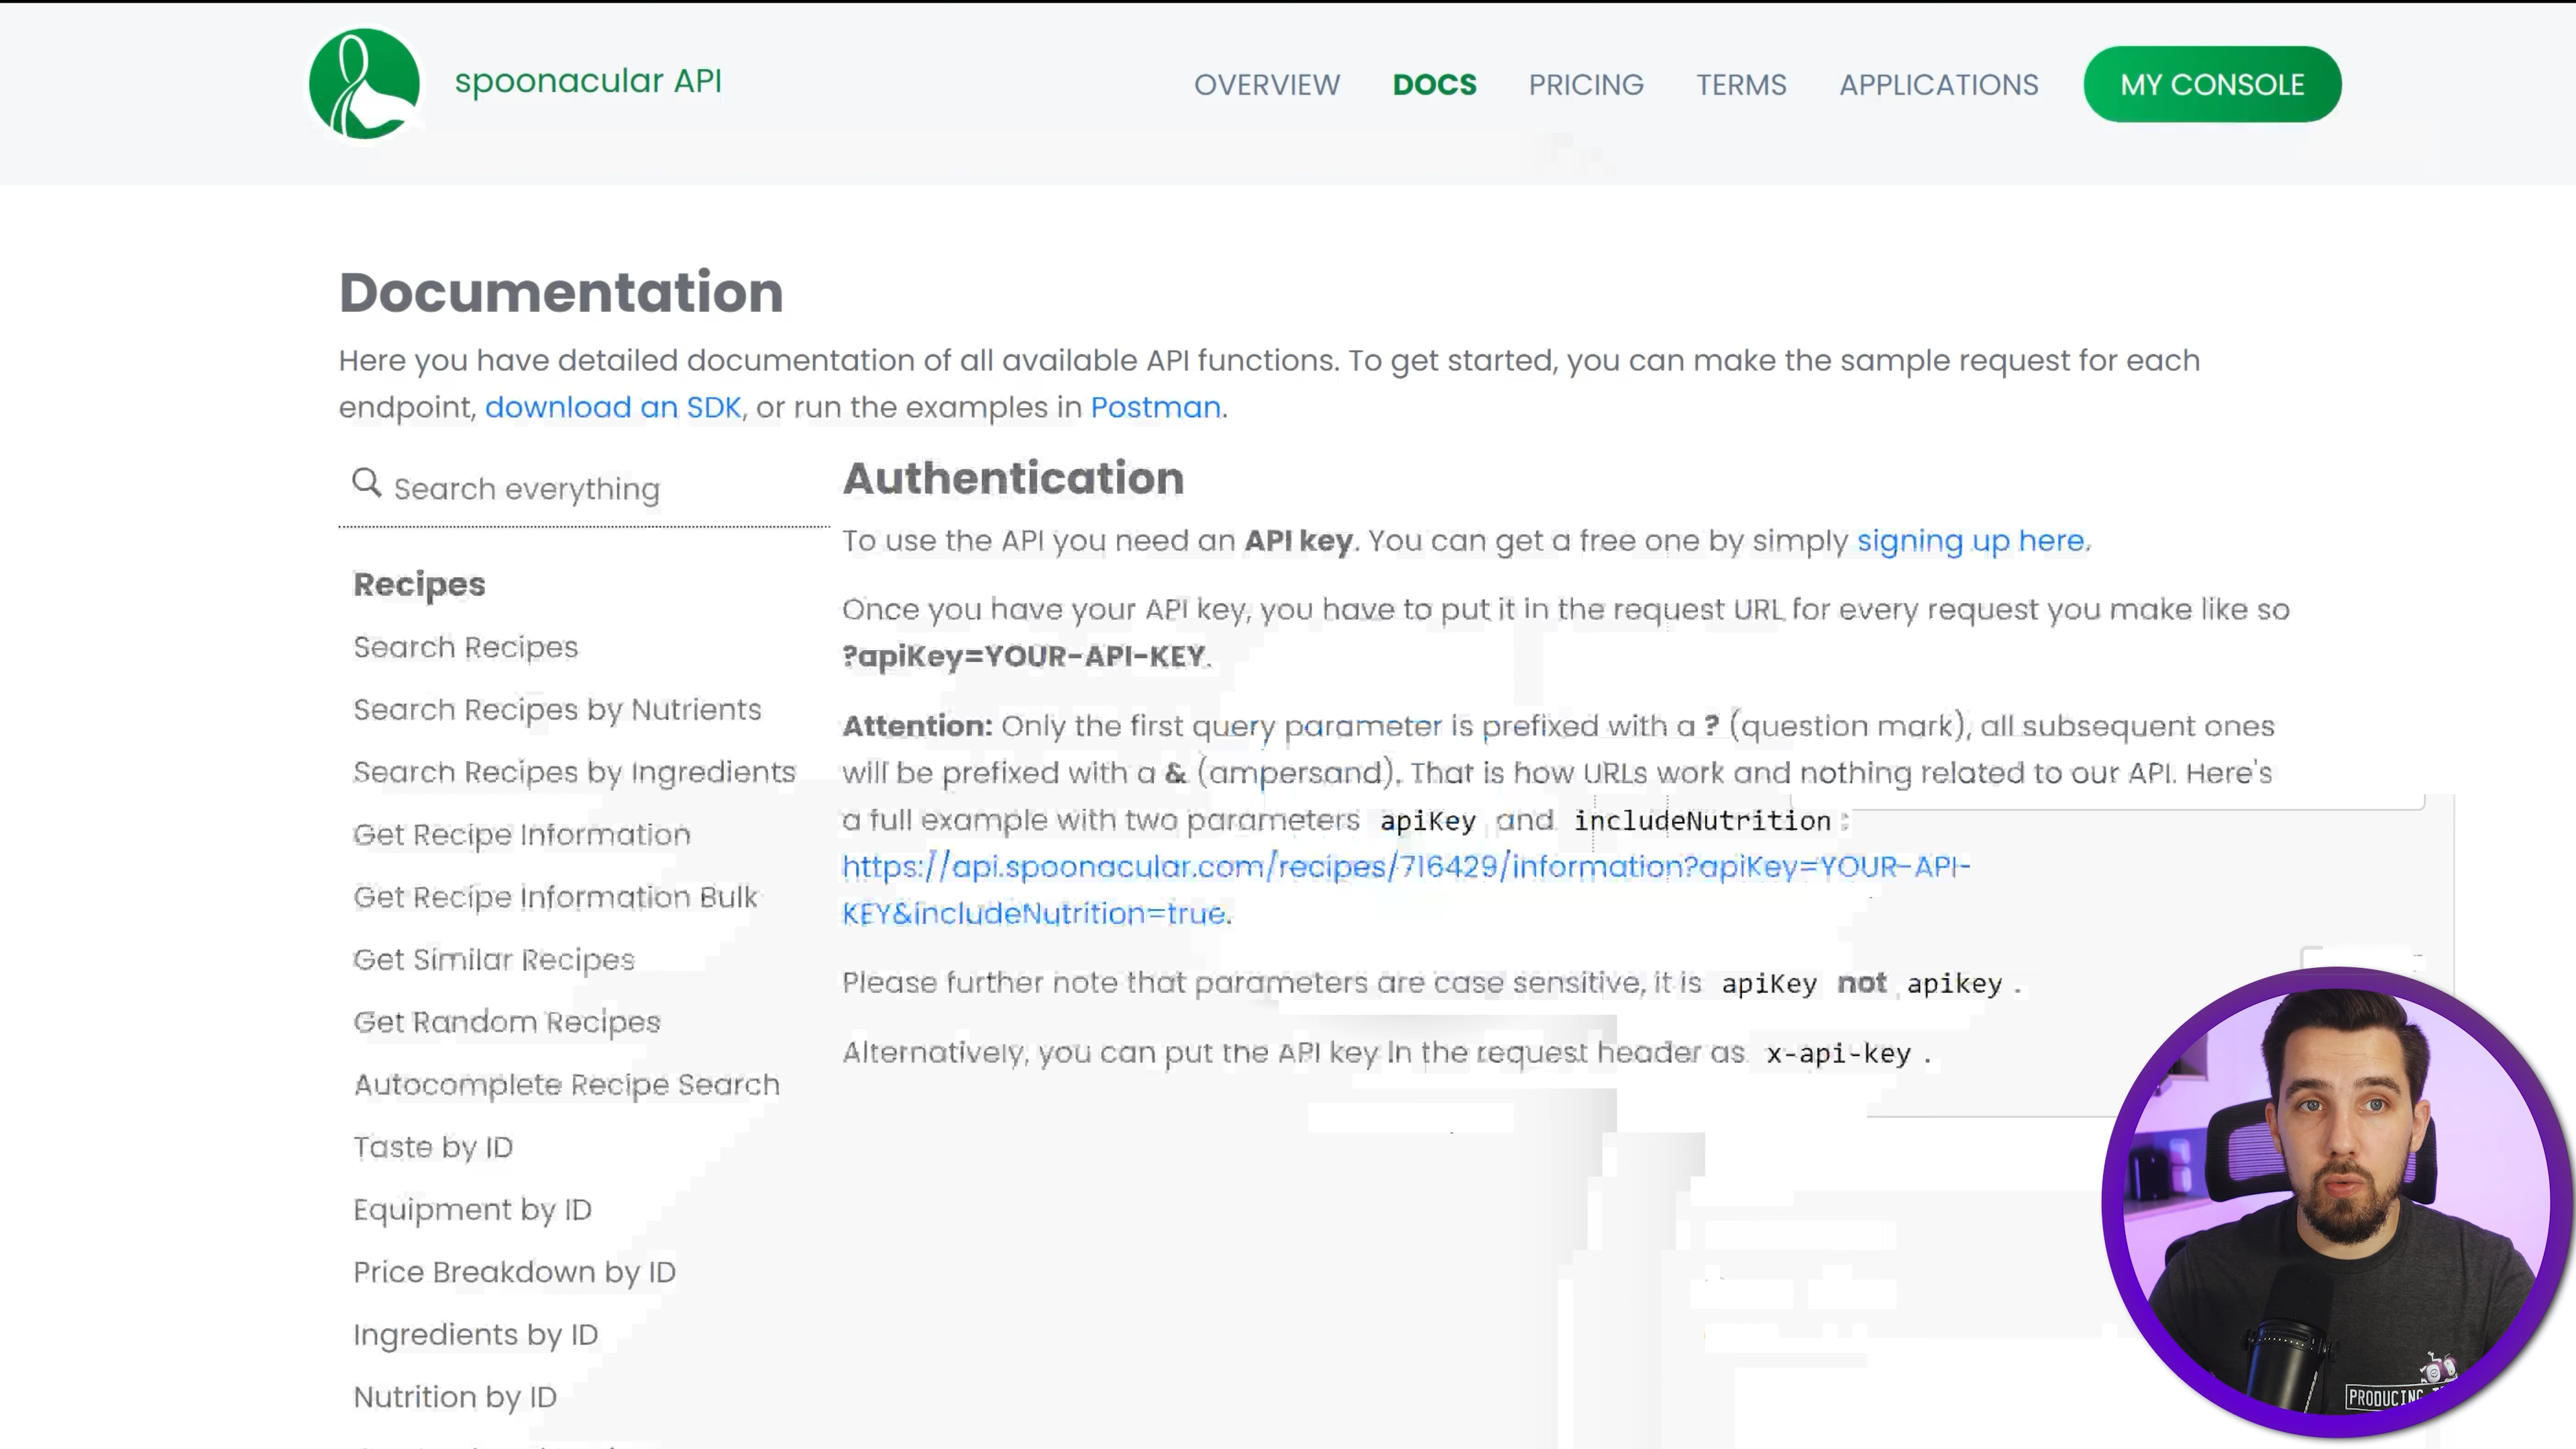 spoonacular API
OVERVIEW
DOCS
PRICING
TERMS
APPLICATIONS
MY CONSOLE
Documentation
Here you have detailed documentation of all available API functions. To get started, you can make the sample request for each
endpoint, download an SDK, or run the examples in Postman.
Search everything
Recipes
Search Recipes
Search Recipes by Nutrients
Search Recipes by Ingredients
Get Recipe Information
Get Recipe Information Bulk
Get Similar Recipes
Get Random Recipes
Autocomplete Recipe Search
Taste by ID
Equipment by ID
Price Breakdown by ID
Ingredients by ID
Nutrition by ID
Authentication
To use the API you need an API key. You can get a free one by simply signing up here.
Once you have your API key, you have to put it in the request URL for every request you make like so
?apiKey=YOUR-API-KEY.
Attention: Only the first query parameter is prefixed with a ? (question mark), all subsequent ones
will be prefixed with a & (ampersand). That is how URLs work and nothing related to our API. Here's
a full example with two parameters apiKey and includeNutrition :
https://api.spoonacular.com/recipes/716429/information?apiKey=YOUR-API-
KEY&includeNutrition=true.
Please further note that parameters are case sensitive, it is apiKey not apikey .
Alternatively, you can put the API key in the request header as x-api-key .
PRODUCING